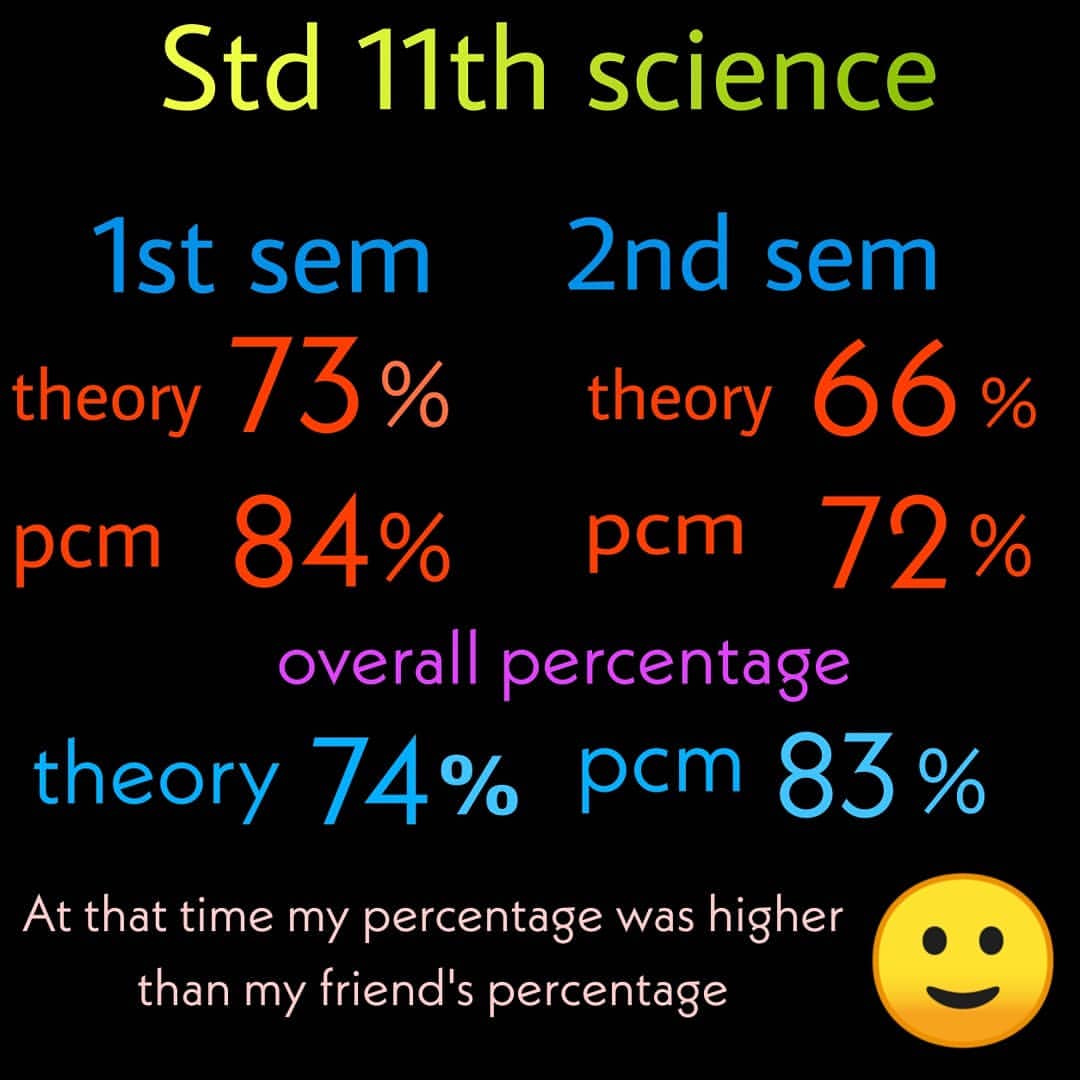 Std 11th science
1st sem 2nd sem
theory 73% theory 66%
pcm 84% pcm 72%
overall percentage
theory 74% pcm 83%
At that time my percentage was higher
than my friend's percentage